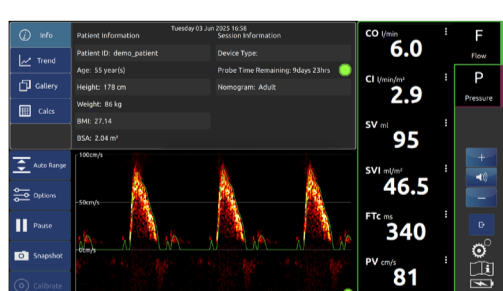 Tuesday 03 Jun 2025 16:58
Info
Trend
Gallery
Calcs
Auto Range
Options
Pause
Snapshot
Calibrate
Patient Information
Patient ID: demo_patient
Age: 55 year(s)
Height: 178 cm
Weight: 86 kg
BMI: 27.14
BSA: 2.04 m²
Session Information
Device Type:
Probe Time Remaining: 9days 23hrs
Nomogram: Adult
100cm/s
50cm/s
0cm/s
CO l/min
6.0
CI l/min/m²
2.9
SV ml
95
SVI ml/m²
46.5
FTc ms
340
PV cm/s
81
F
Flow
P
Pressure
+
−